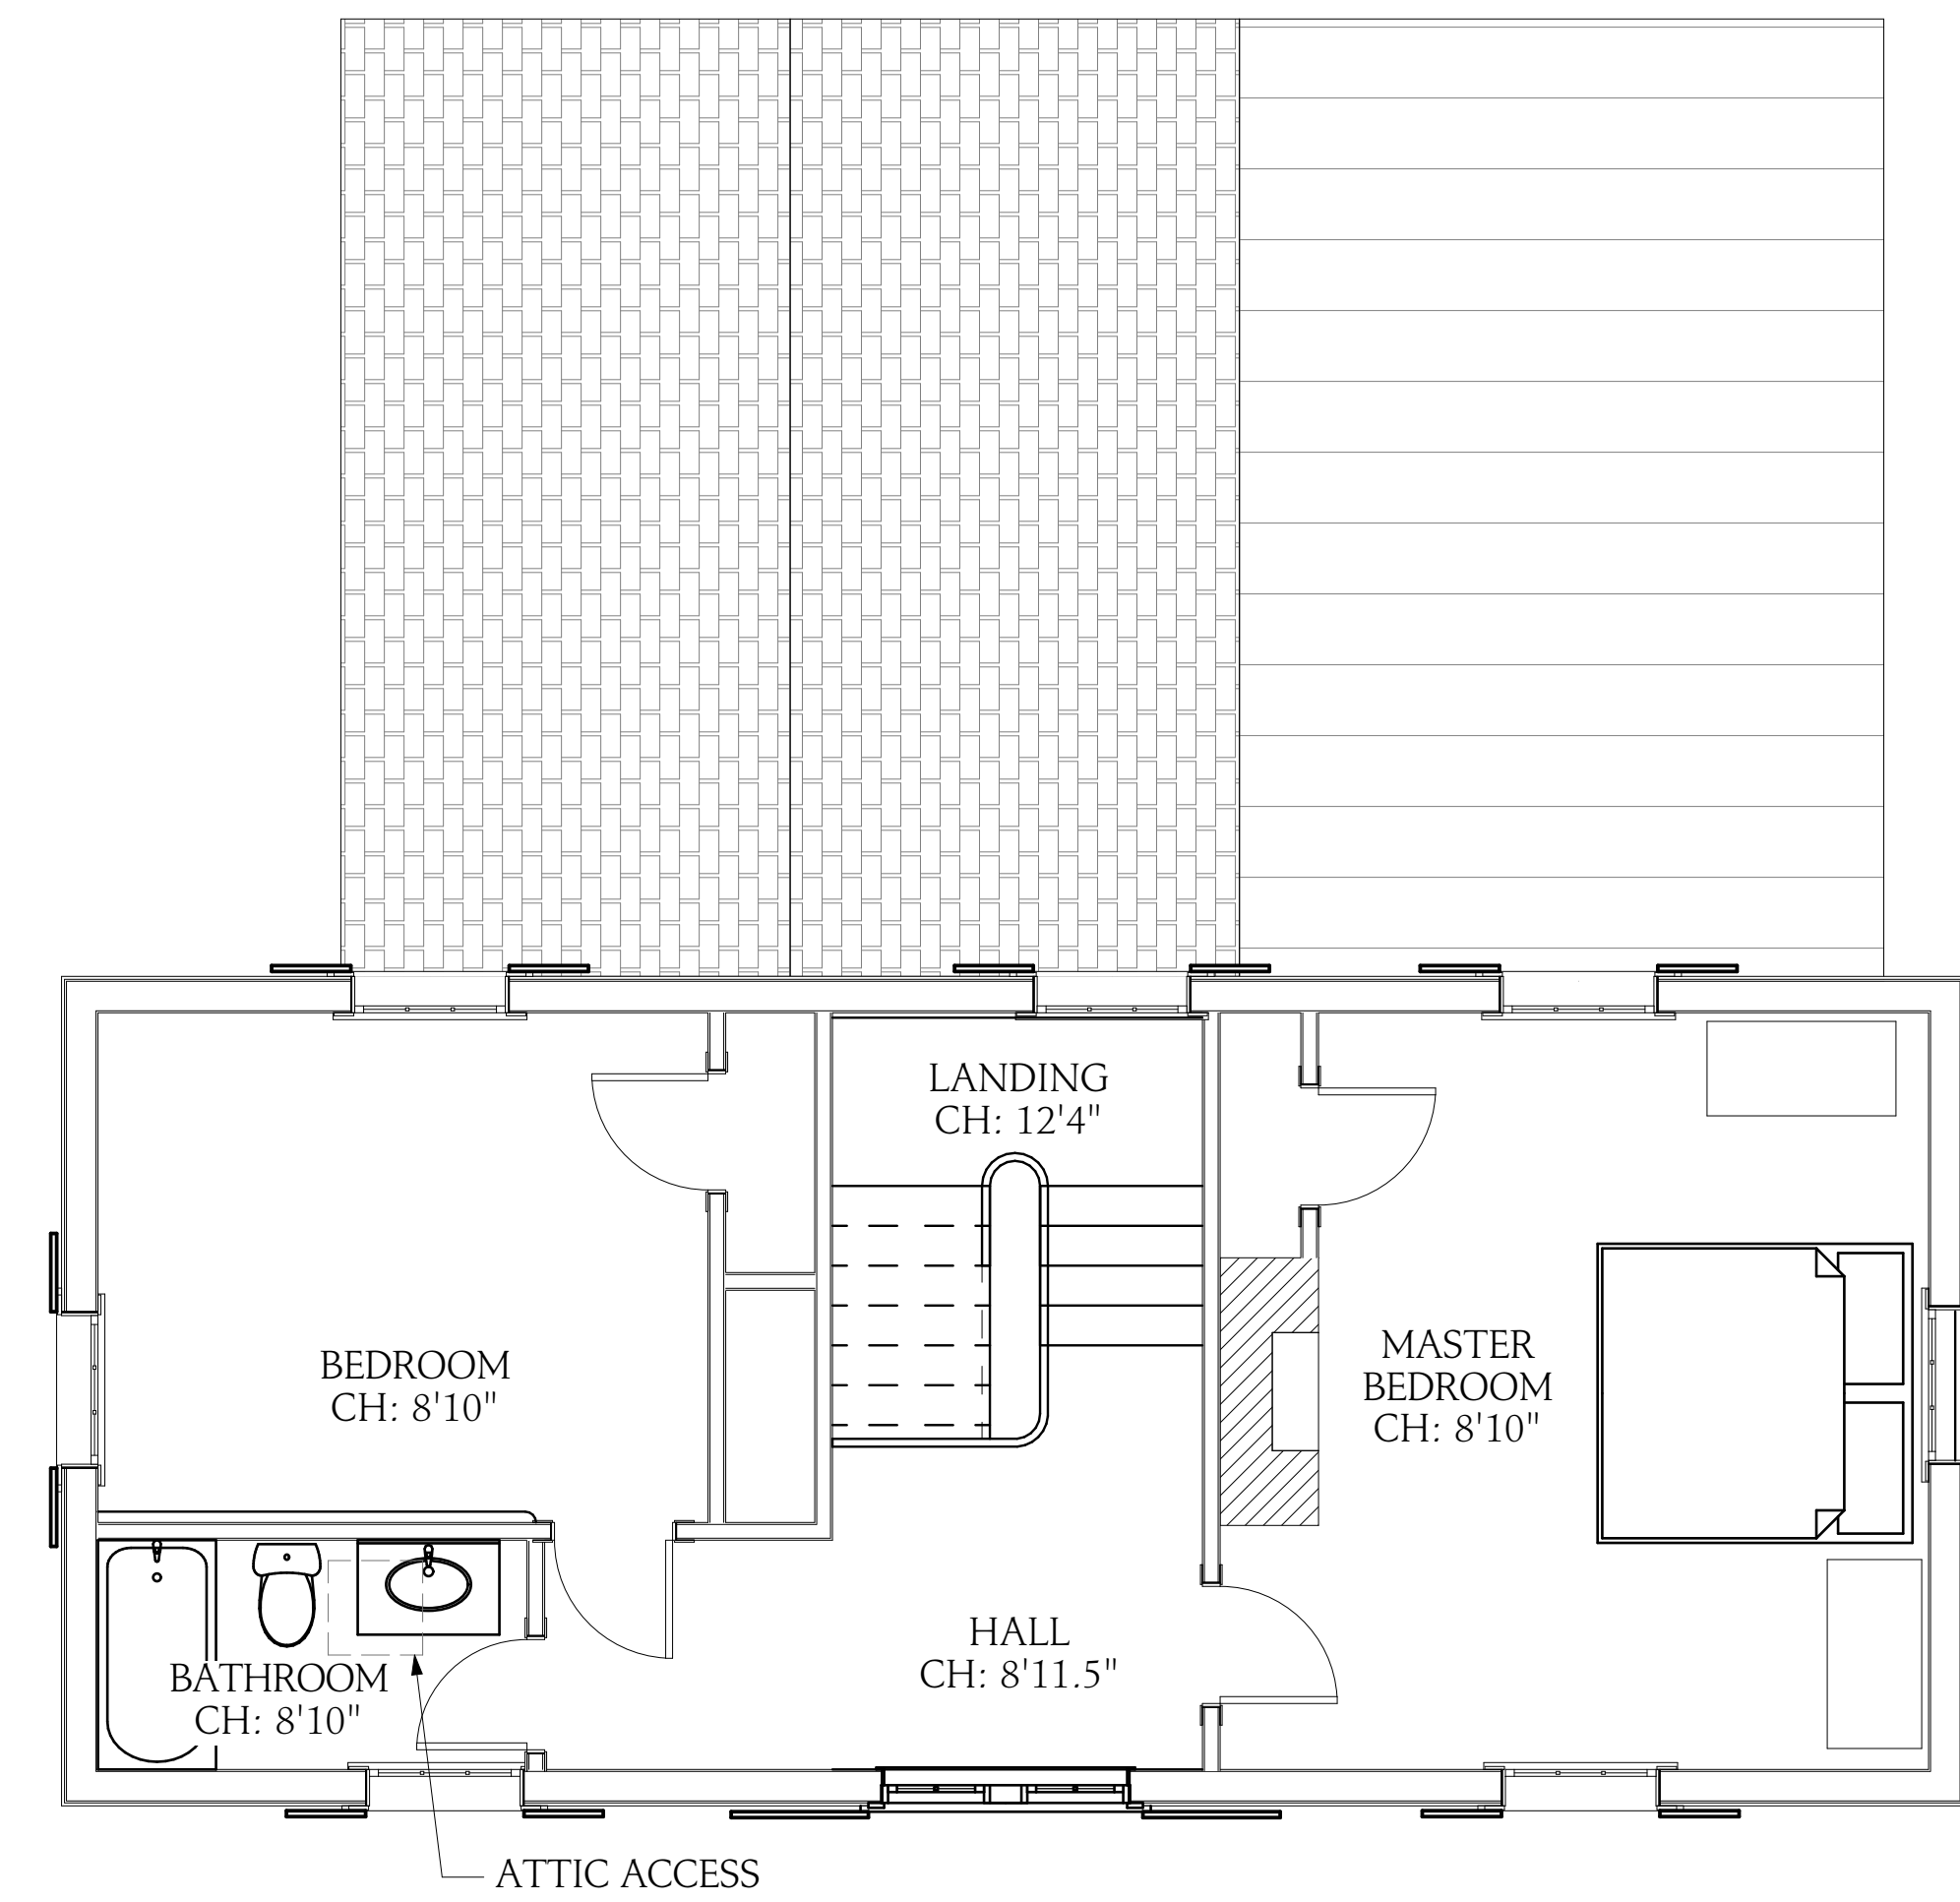 LANDING
CH: 12'4"
BEDROOM
CH: 8'10"
MASTER
BEDROOM
CH: 8'10"
HALL
CH: 8'11.5"
BATHROOM
CH: 8'10"
ATTIC ACCESS